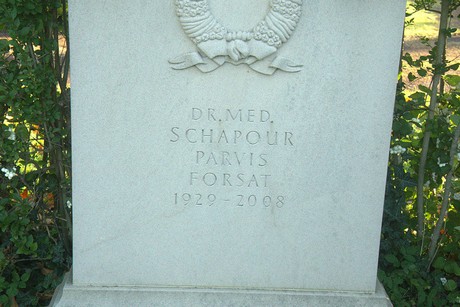 DR. MED.
SCHAPOUR
PARVIS
FORSAT
1929 - 2008